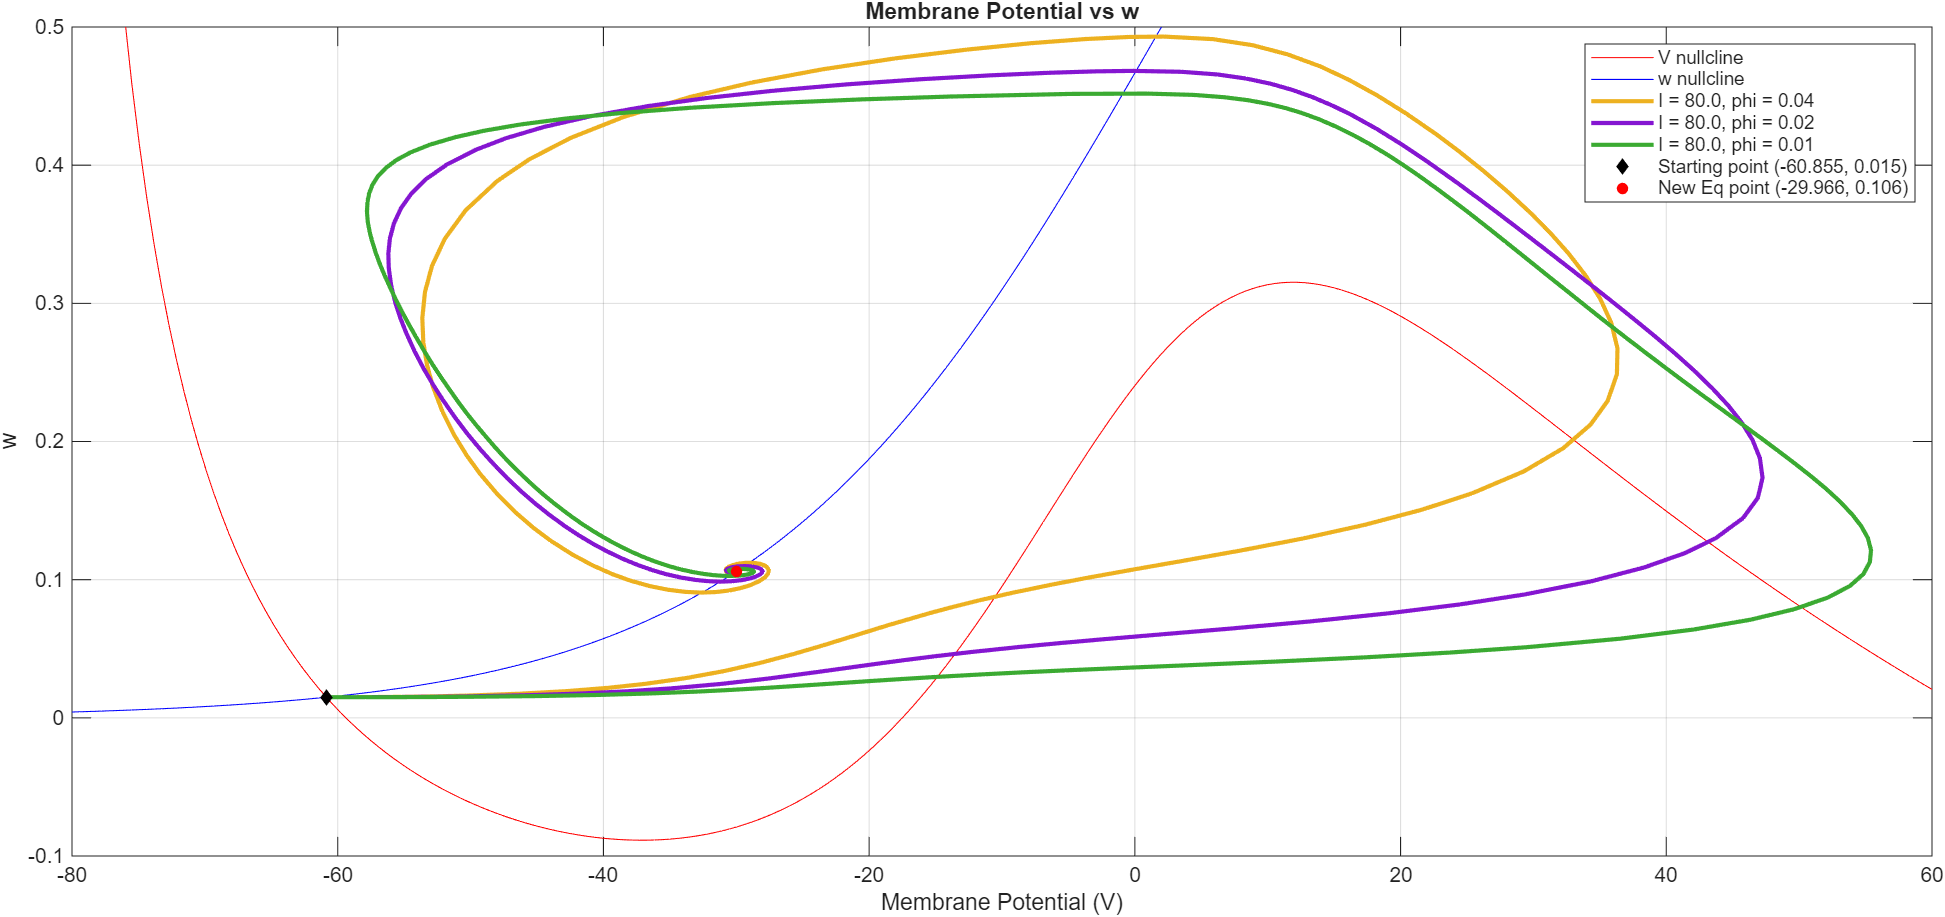 Membrane Potential vs w
0.5
0.4
0.3
0.2
0.1
0
-0.1
w
-80
-60
-40
-20
0
20
40
60
Membrane Potential (V)
V nullcline
w nullcline
I = 80.0, phi = 0.04
I = 80.0, phi = 0.02
I = 80.0, phi = 0.01
Starting point (-60.855, 0.015)
New Eq point (-29.966, 0.106)